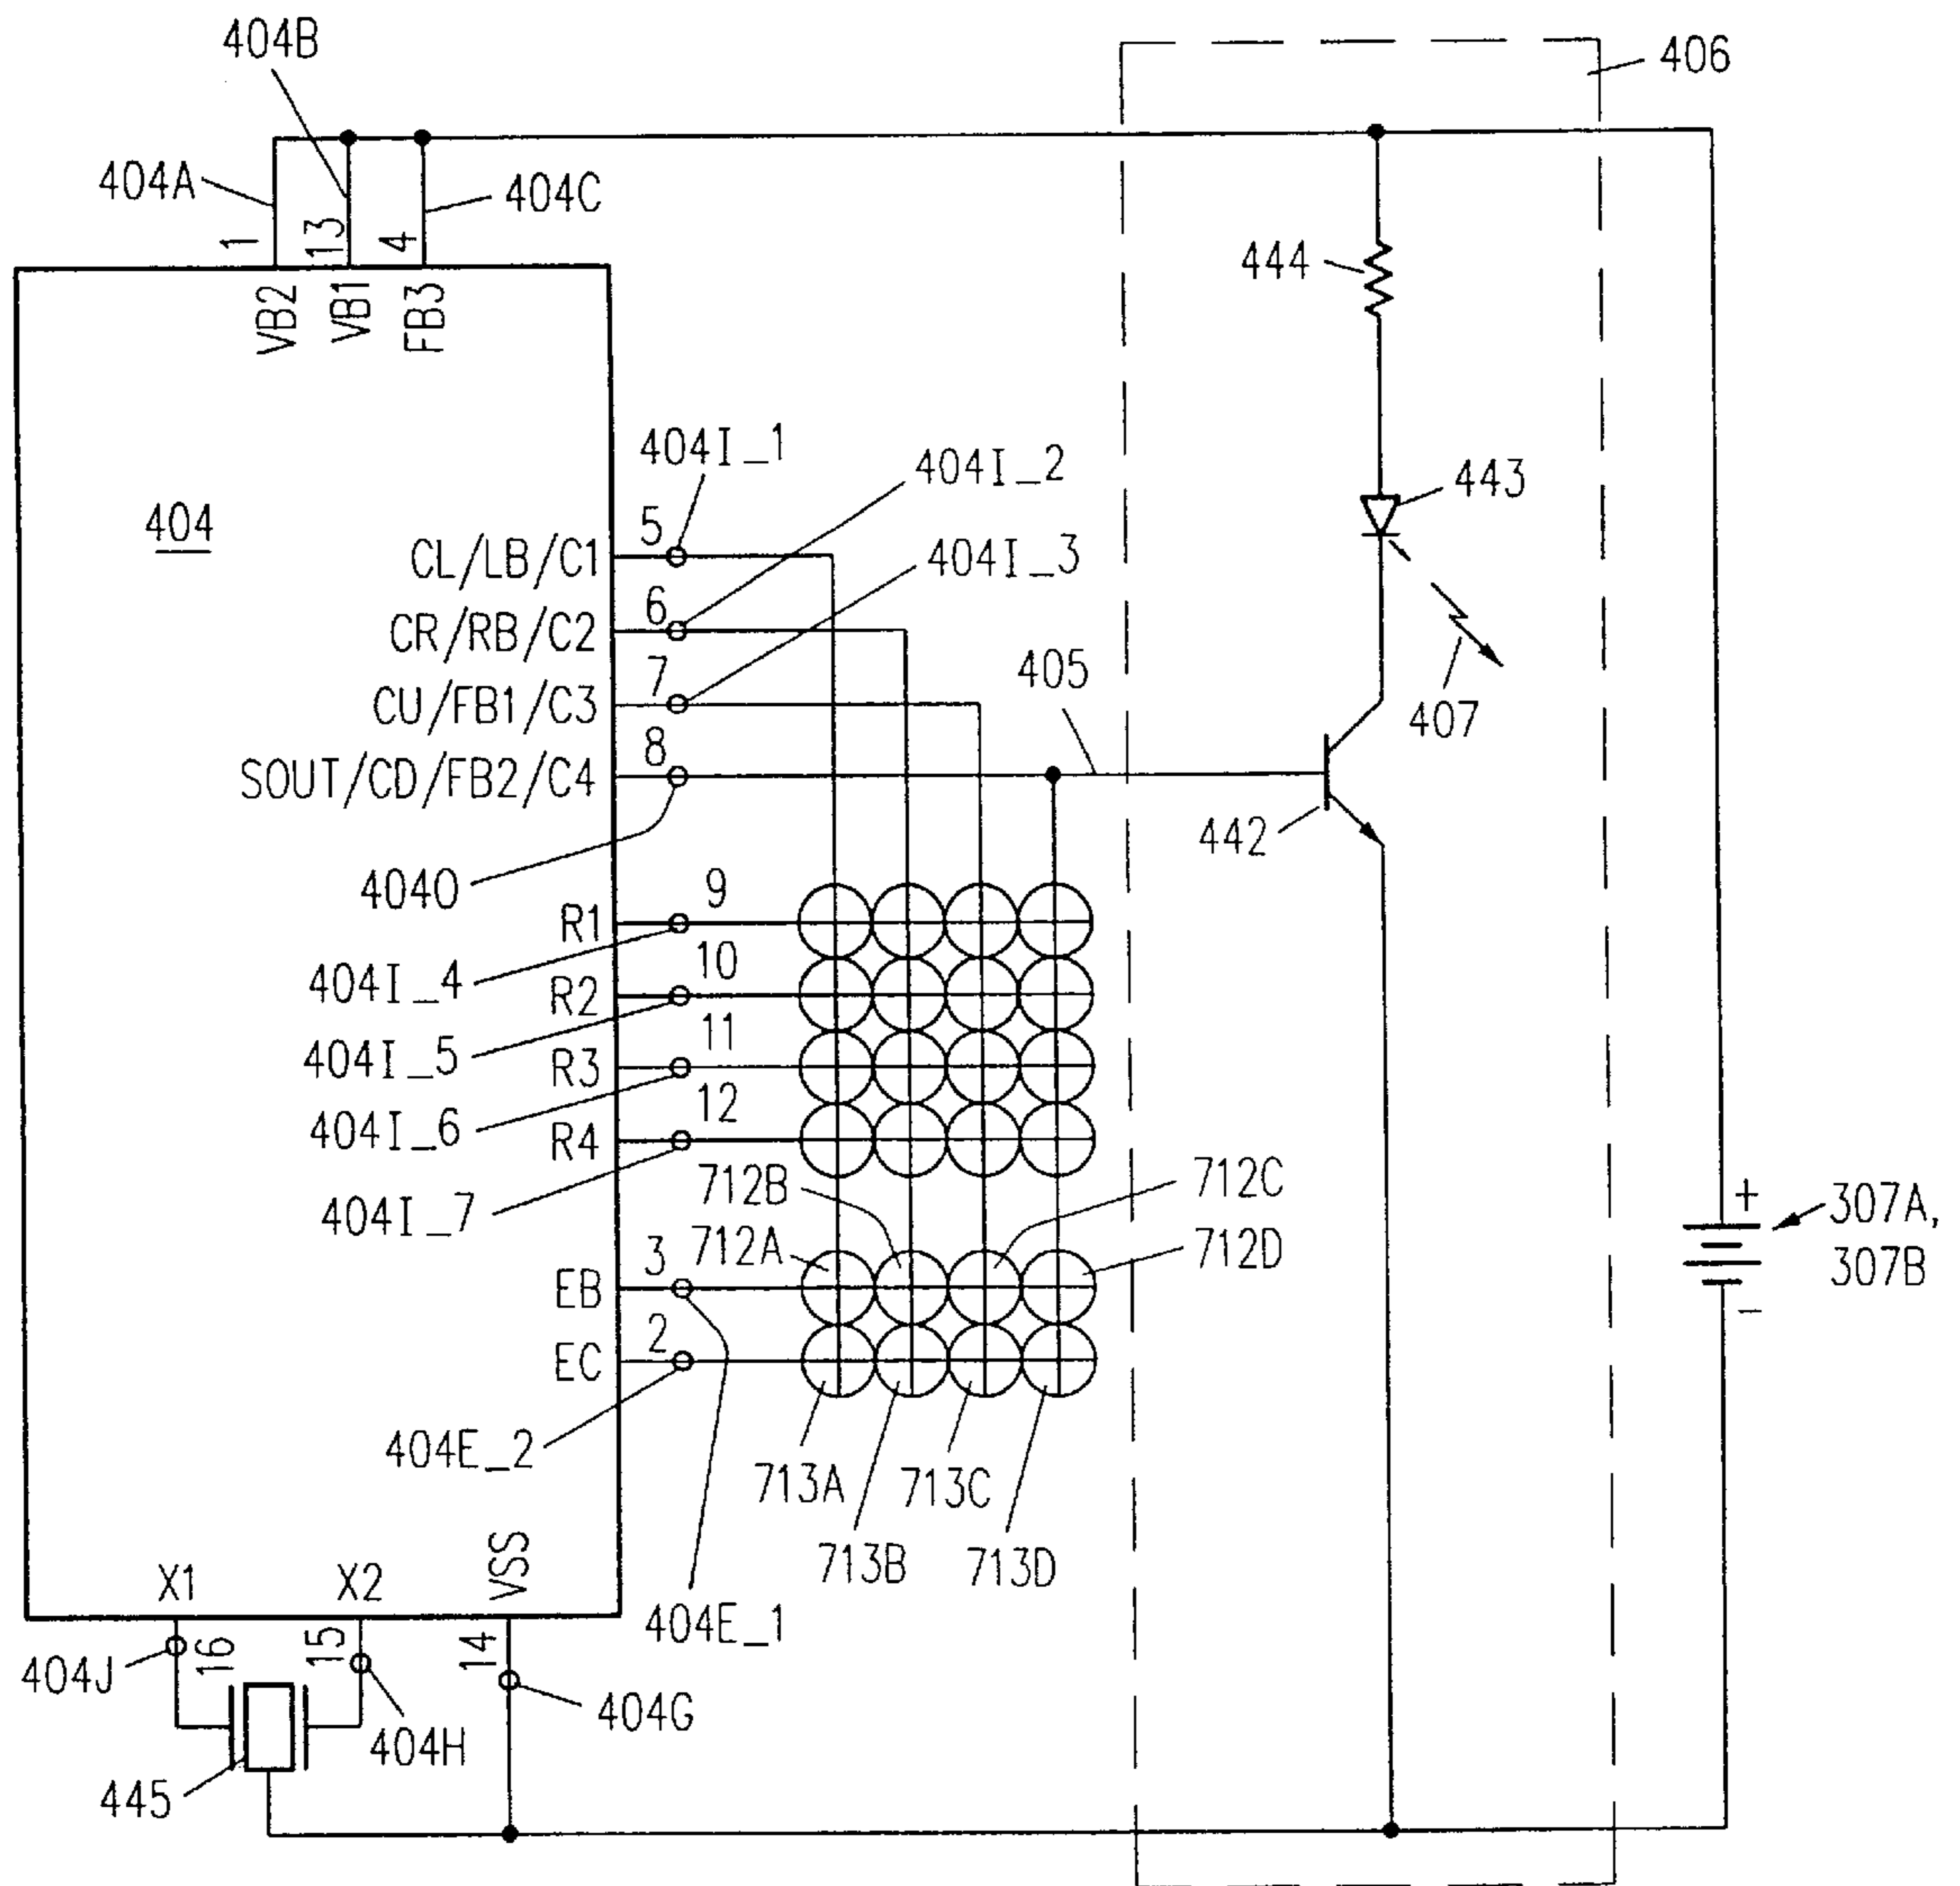 404B
406
404A
404C
1
13
4
VB2
VB1
FB3
444
404
404I_1
404I_2
443
5
CL/LB/C1
404I_3
6
CR/RB/C2
7
405
CU/FB1/C3
407
8
SOUT/CD/FB2/C4
442
4040
9
R1
404I_4
10
R2
404I_5
11
R3
404I_6
12
R4
404I_7
712B
712C
712A
712D
+
307A,
307B
−
3
EB
2
EC
404E_2
713A
713C
713B
713D
404E_1
X1
X2
VSS
404J
16
15
14
404H
404G
445